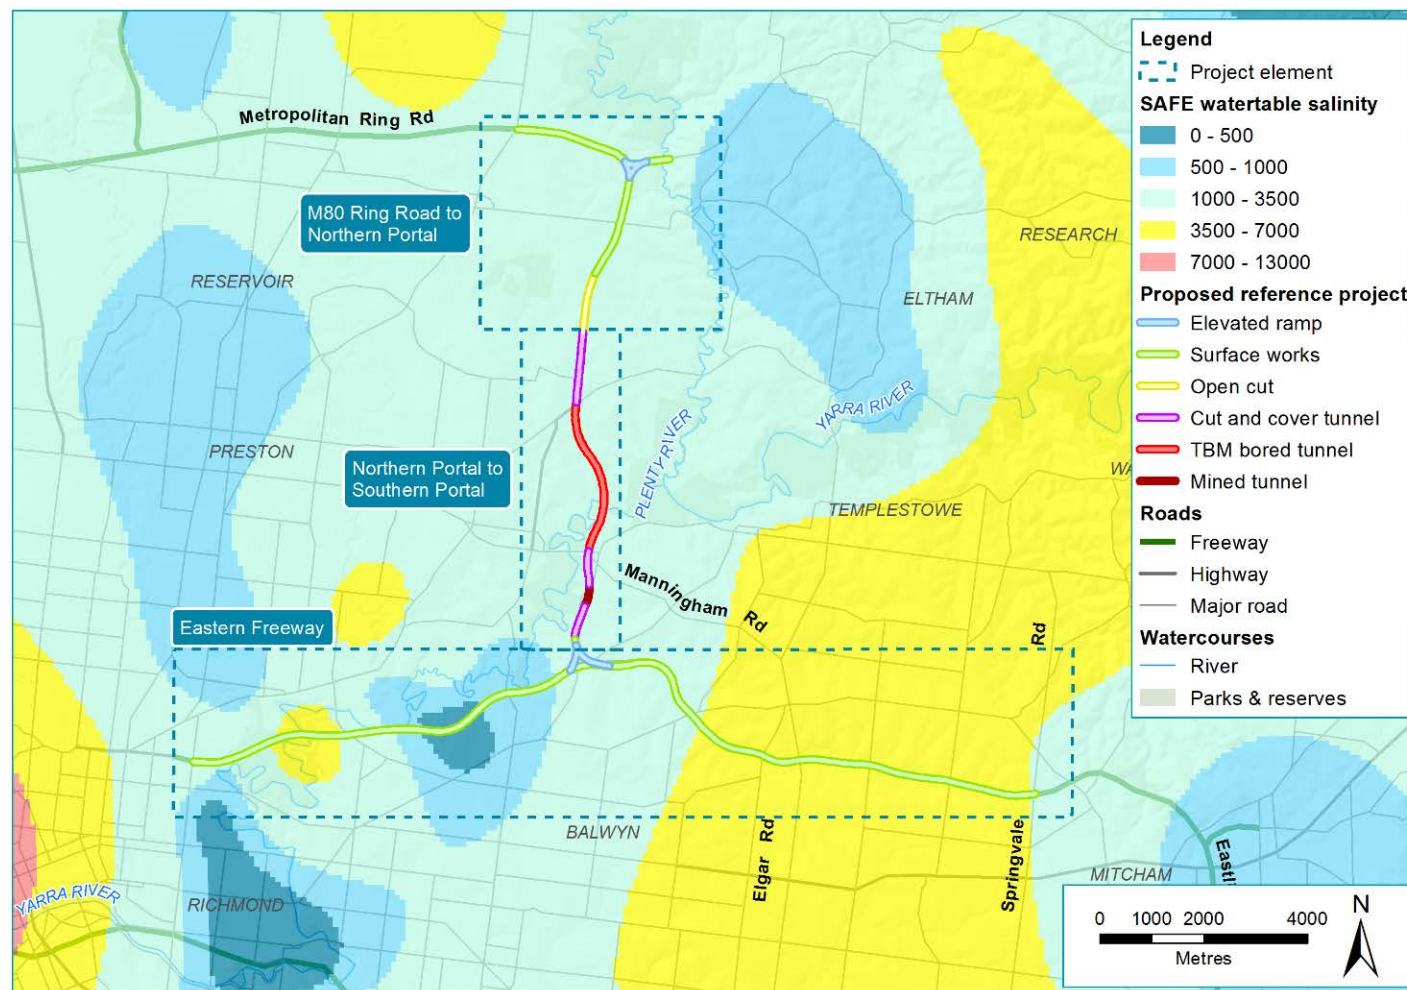 Metropolitan Ring Rd
M80 Ring Road to
Northern Portal
RESERVOIR
RESEARCH
ELTHAM
YARRA RIVER
PRESTON
Northern Portal to
Southern Portal
PLENTY RIVER
TEMPLESTOWE
WA
Manningham Rd
Eastern Freeway
Rd
BALWYN
Elgar Rd
Springvale
MITCHAM
Eastli
RICHMOND
YARRA RIVER
Legend
Project element
SAFE watertable salinity
0 - 500
500 - 1000
1000 - 3500
3500 - 7000
7000 - 13000
Proposed reference project
Elevated ramp
Surface works
Open cut
Cut and cover tunnel
TBM bored tunnel
Mined tunnel
Roads
Freeway
Highway
Major road
Watercourses
River
Parks & reserves
0 1000 2000 4000
Metres
N